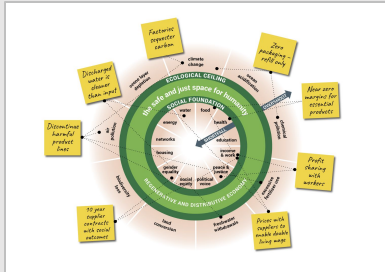 Factories
sequester
carbon
Zero
packaging -
refill only
Discharged
water is
cleaner
than input
climate
change
ozone layer
depletion
ocean
acidification
ECOLOGICAL CEILING
the safe and just space for humanity
SOCIAL FOUNDATION
water
food
energy
health
networks
education
housing
income
& work
gender
equality
peace &
justice
social
equity
political
voice
REGENERATIVE AND DISTRIBUTIVE ECONOMY
Near zero
margins for
essential
products
Discontinue
harmful
product
lines
air
pollution
chemical
pollution
Profit
sharing
with
workers
biodiversity
loss
land
conversion
freshwater
withdrawals
10 year
supplier
contracts
with social
outcomes
Prices with
suppliers to
enable double
living wage